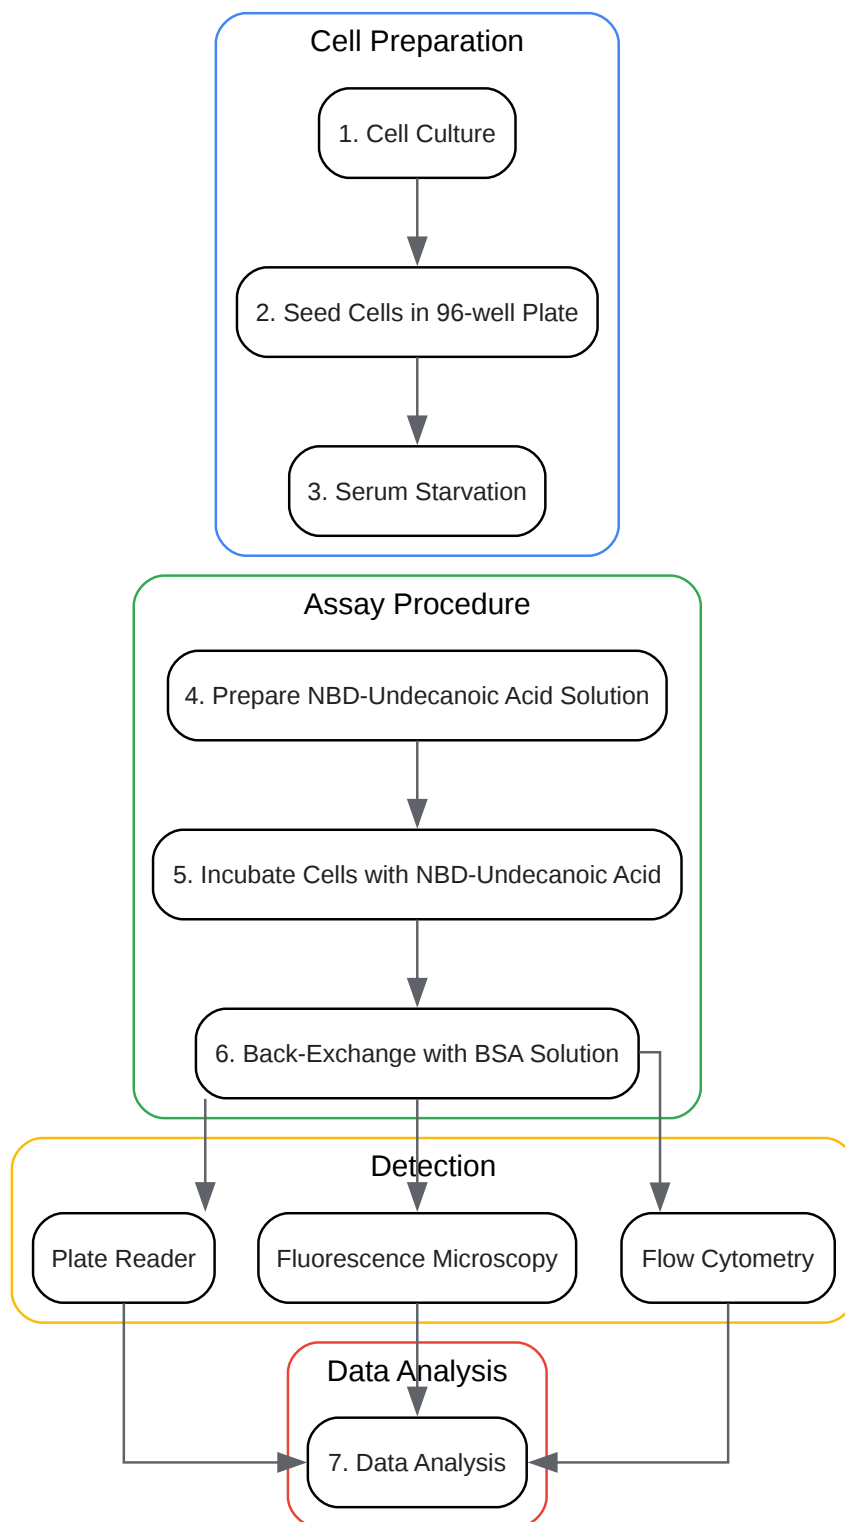 Cell Preparation
1. Cell Culture
2. Seed Cells in 96-well Plate
3. Serum Starvation
Assay Procedure
4. Prepare NBD-Undecanoic Acid Solution
5. Incubate Cells with NBD-Undecanoic Acid
6. Back-Exchange with BSA Solution
Detection
Plate Reader
Fluorescence Microscopy
Flow Cytometry
Data Analysis
7. Data Analysis